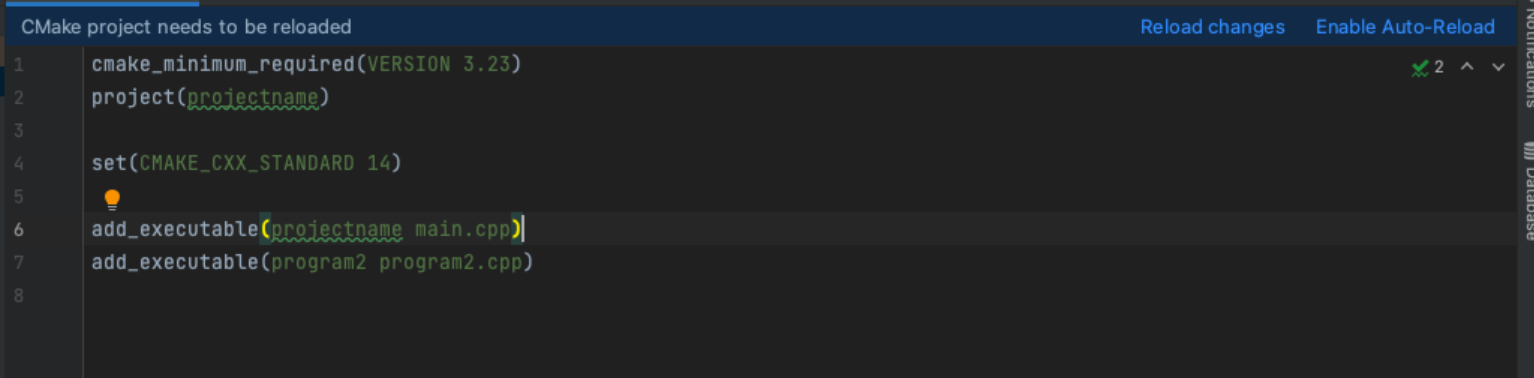 CMake project needs to be reloaded Reload changes Enable Auto-Reload
1 cmake_minimum_required(VERSION 3.23) 2
2 project(projectname)
3
4 set(CMAKE_CXX_STANDARD 14)
5
6 add_executable(projectname main.cpp)
7 add_executable(program2 program2.cpp)
8
Notifications
Database